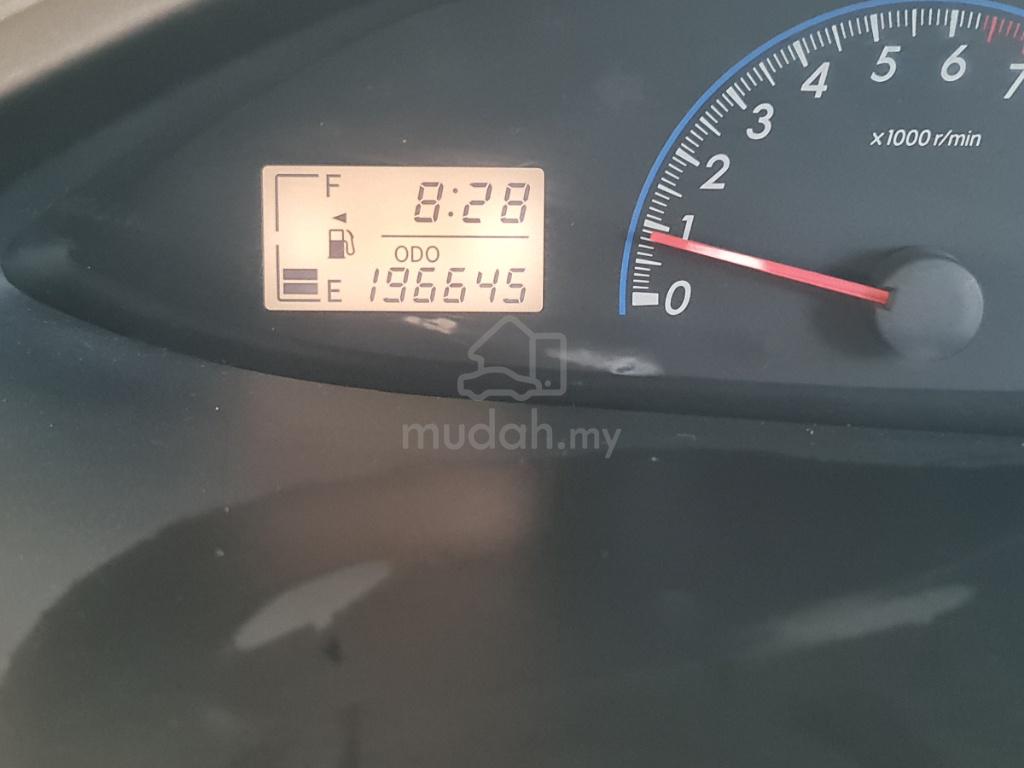 F 8:28
ODO
E 196645
0 1 2 3 4 5 6 7
x1000 r/min
mudah.my